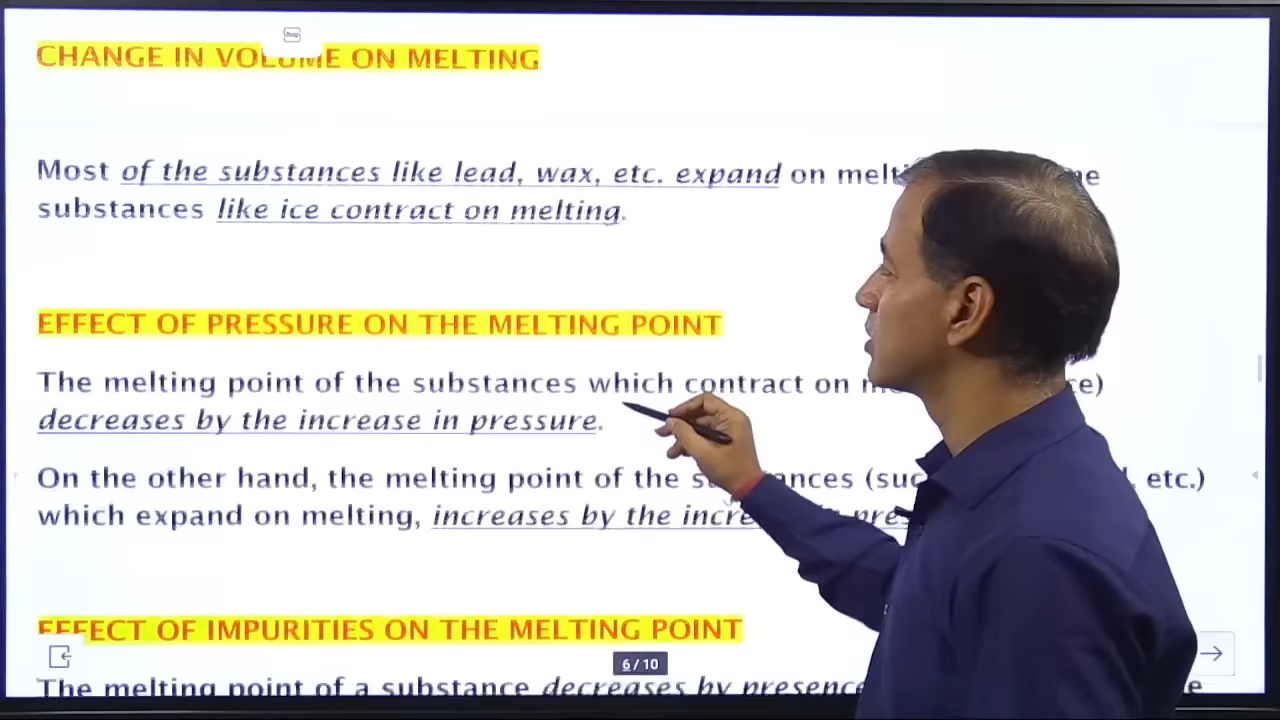 CHANGE IN VOLUME ON MELTING
Most of the substances like lead, wax, etc. expand on
substances like ice contract on melting.
EFFECT OF PRESSURE ON THE MELTING POINT
The melting point of the substances which contract on
decreases by the increase in pressure.
On the other hand, the melting point of the etc.)
which expand on melting, increases by the
EFFECT OF IMPURITIES ON THE MELTING POINT
6 / 10
The melting point of a substance decreases by presence